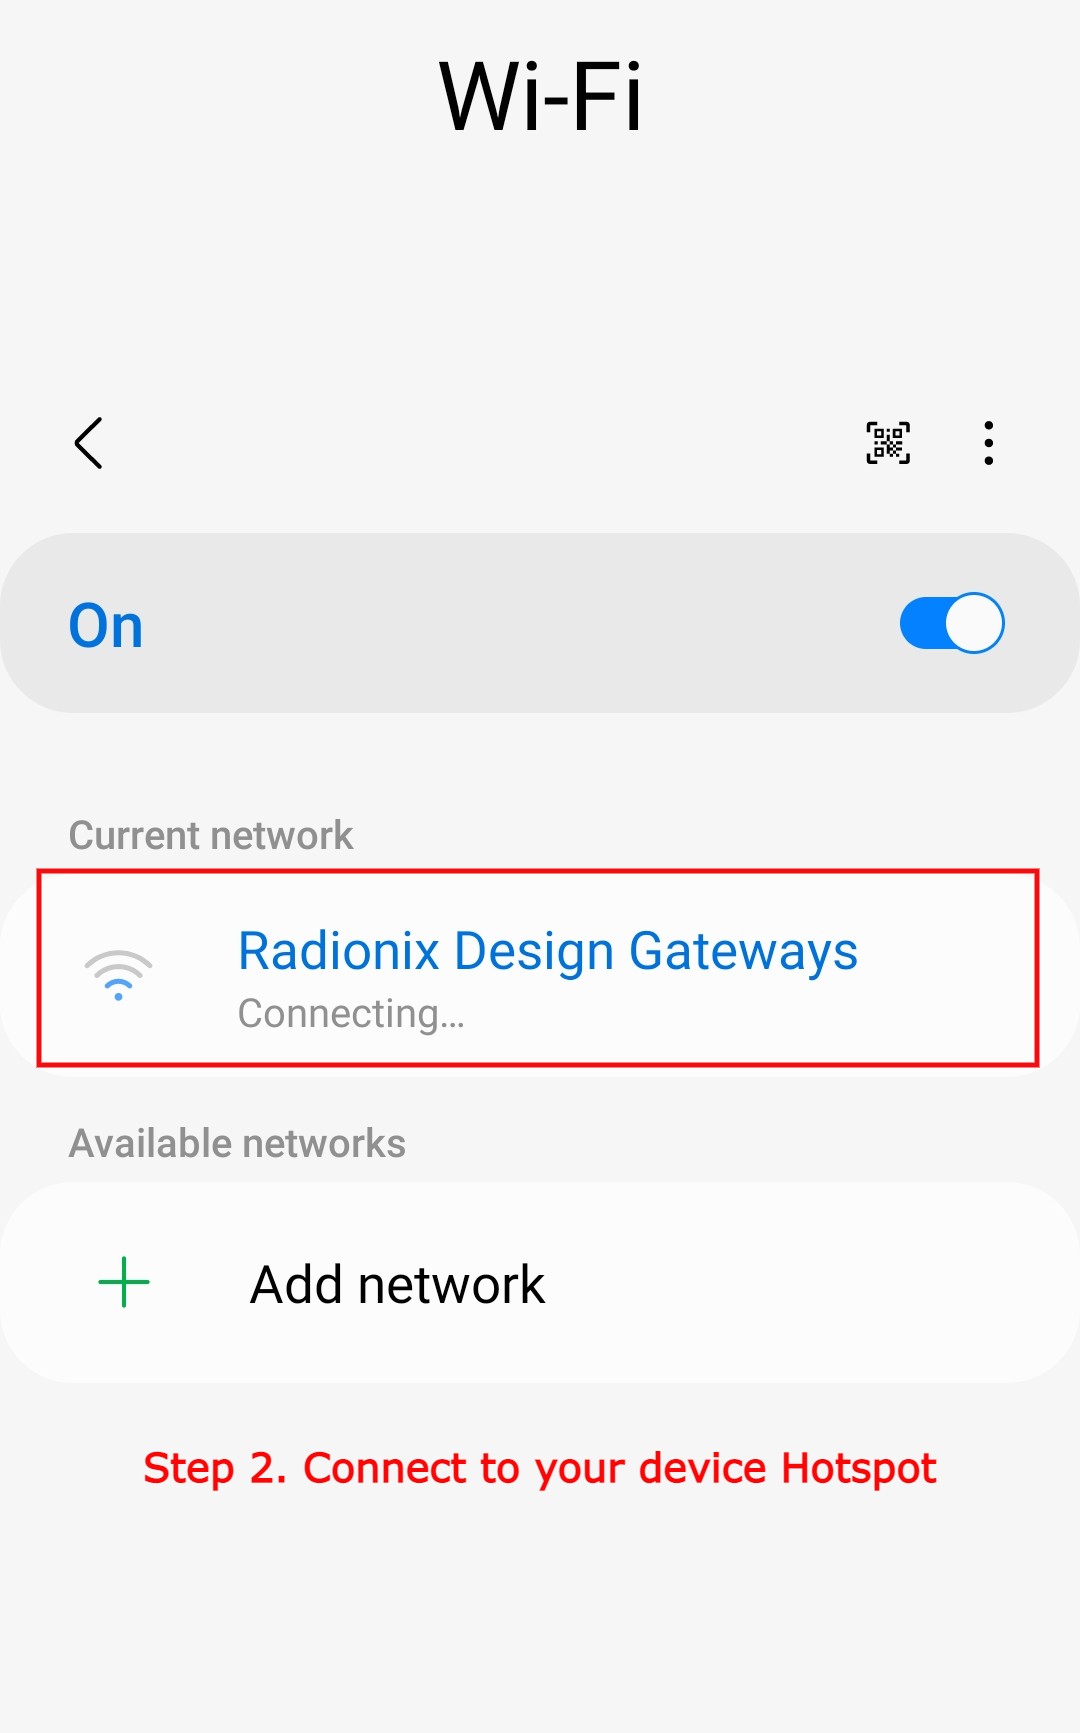 Wi-Fi
On
Current network
Radionix Design Gateways
Connecting...
Available networks
Add network
Step 2. Connect to your device Hotspot